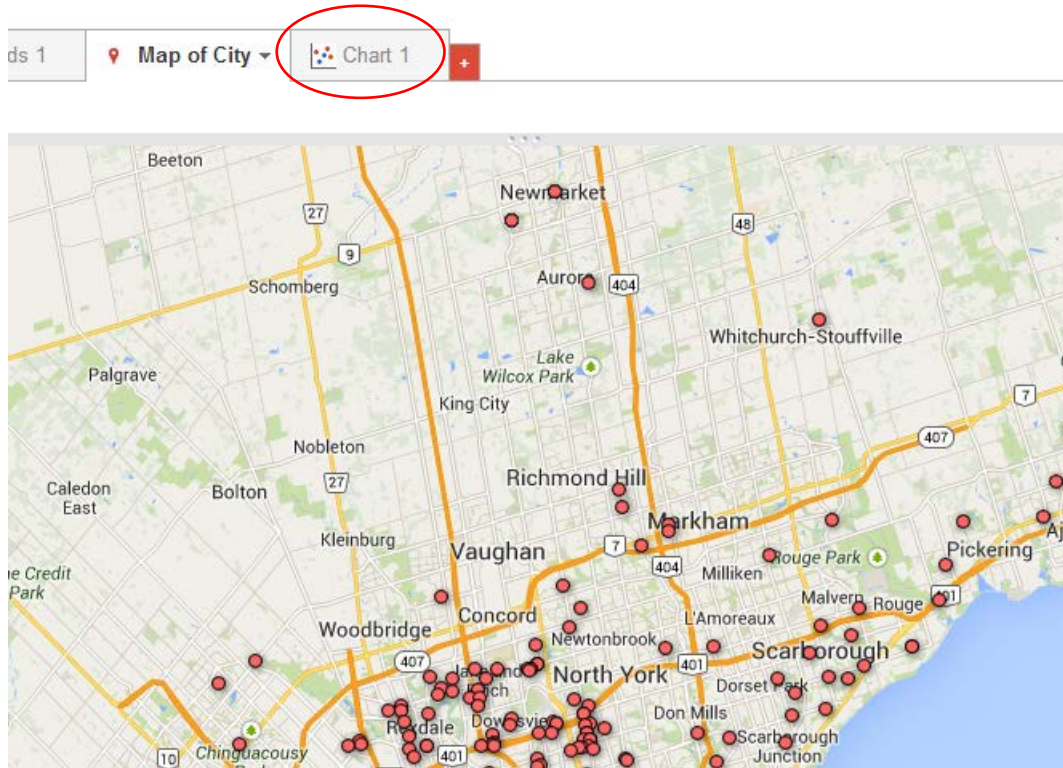 ds 1
Map of City
Chart 1
+
Beeton
Newmarket
27
48
9
Aurora
404
Schomberg
Whitchurch-Stouffville
Lake
Wilcox Park
Palgrave
7
King City
407
Nobleton
Richmond Hill
27
Caledon
East
Bolton
Markham
Kleinburg
Vaughan
7
Aj
Pickering
Rouge Park
404
Milliken
e Credit
Park
Malvern
Rouge
401
Concord
L'Amoreaux
Woodbridge
Newtonbrook
Scarborough
407
North York
401
Dorset Park
Don Mills
Rexdale
Downsview
Scarborough
Junction
401
10
Chinguacousy